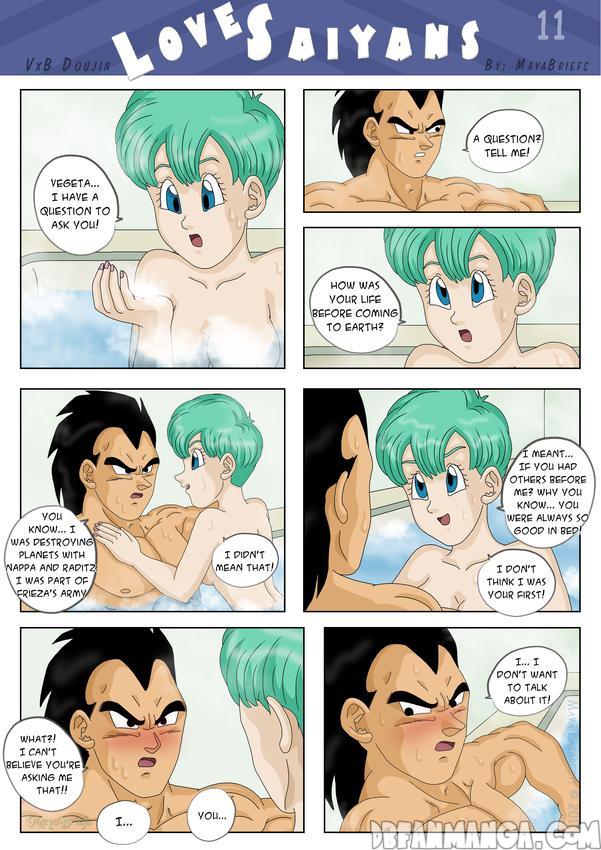 11
LOVE SAIYANS
VxB DOUJIN
BY: MAYABRIEFS
VEGETA...
I HAVE A
QUESTION TO
ASK YOU!
A QUESTION?
TELL ME!
HOW WAS
YOUR LIFE
BEFORE COMING
TO EARTH?
YOU
KNOW... I
WAS DESTROYING
PLANETS WITH
NAPPA AND RADITZ.
I WAS PART OF
FRIEZA'S ARMY
I DIDN'T
MEAN THAT!
I MEANT...
IF YOU HAD
OTHERS BEFORE
ME? WHY YOU
KNOW... YOU
WERE ALWAYS SO
GOOD IN BED!
I DON'T
THINK I WAS
YOUR FIRST!
WHAT?!
I CAN'T
BELIEVE YOU'RE
ASKING ME
THAT!!
I...
YOU...
I... I
DON'T WANT
TO TALK
ABOUT IT!
DBFANMANGA.COM